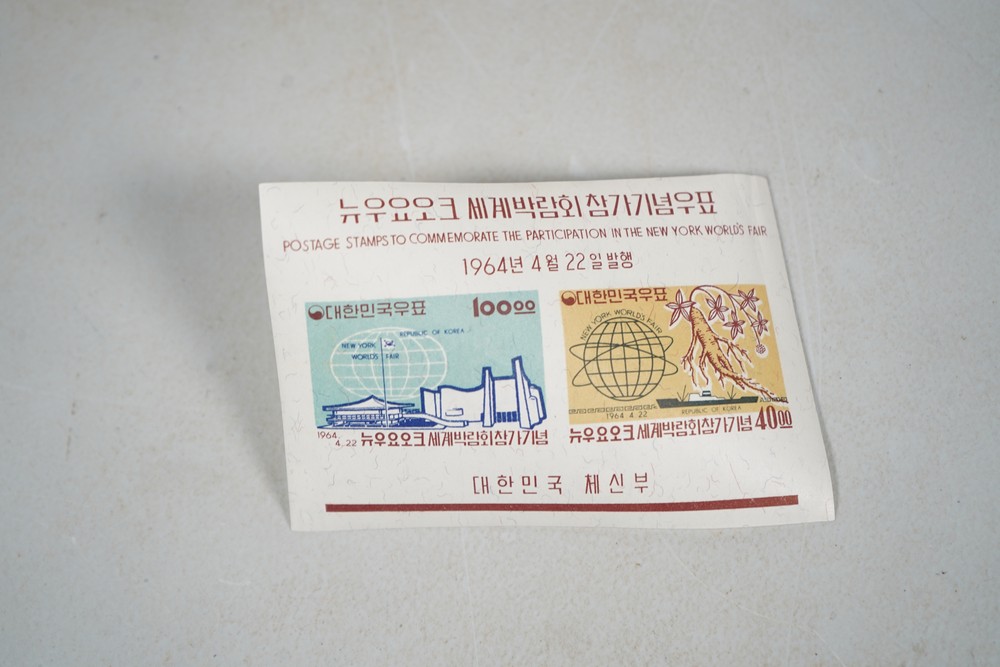 뉴우요오크 세계박람회 참가기념우표
POSTAGE STAMPS TO COMMEMORATE THE PARTICIPATION IN THE NEW YORK WORLD'S FAIR
1964년 4월 22일 발행
대한민국우표 10000
REPUBLIC OF KOREA
NEW YORK
WORLD'S FAIR
1964.
4.22
뉴우요오크 세계박람회참가기념
대한민국우표
NEW YORK WORLD'S FAIR
1964 4.22
REPUBLIC OF KOREA
뉴우요오크 세계박람회참가기념 4000
대한민국 체신부